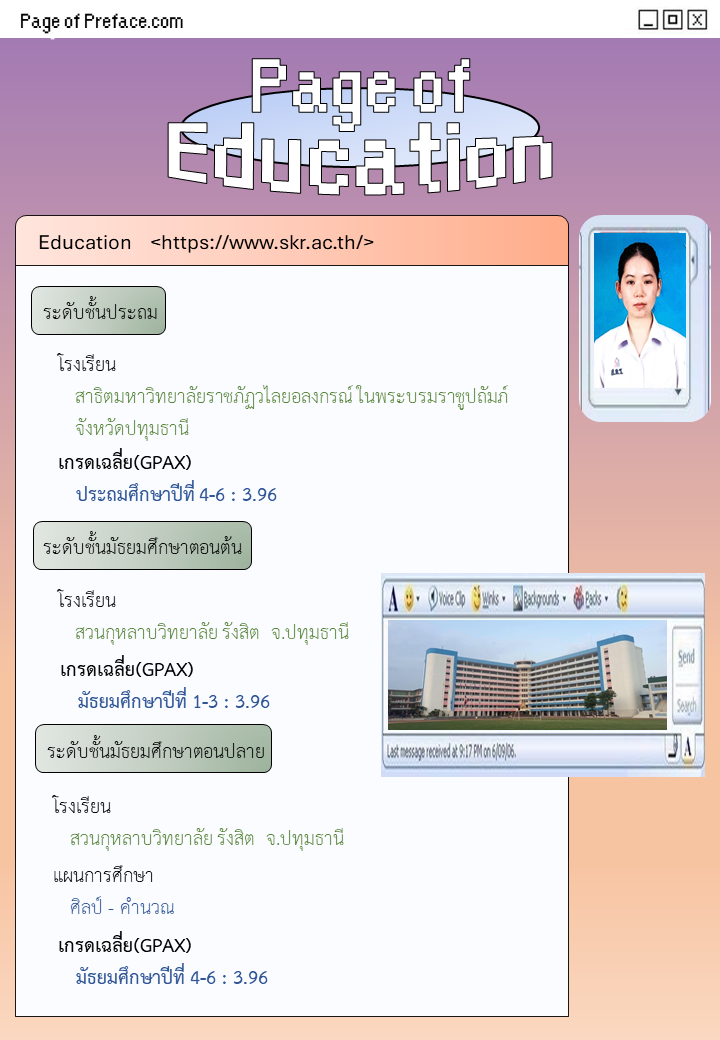 Page of Preface.com
Page of
Education
Education <https://www.skr.ac.th/>
ระดับชั้นประถม
โรงเรียน
สาธิตมหาวิทยาลัยราชภัฏวไลยอลงกรณ์ ในพระบรมราชูปถัมภ์
จังหวัดปทุมธานี
เกรดเฉลี่ย(GPAX)
ประถมศึกษาปีที่ 4-6 : 3.96
ระดับชั้นมัธยมศึกษาตอนต้น
โรงเรียน
สวนกุหลาบวิทยาลัย รังสิต จ.ปทุมธานี
เกรดเฉลี่ย(GPAX)
มัธยมศึกษาปีที่ 1-3 : 3.96
A Voice Clip Winks Backgrounds Packs
Send
Search
Last message received at 9:17 PM on 6/09/06.
A
ระดับชั้นมัธยมศึกษาตอนปลาย
โรงเรียน
สวนกุหลาบวิทยาลัย รังสิต จ.ปทุมธานี
แผนการศึกษา
ศิลป์ - คำนวณ
เกรดเฉลี่ย(GPAX)
มัธยมศึกษาปีที่ 4-6 : 3.96